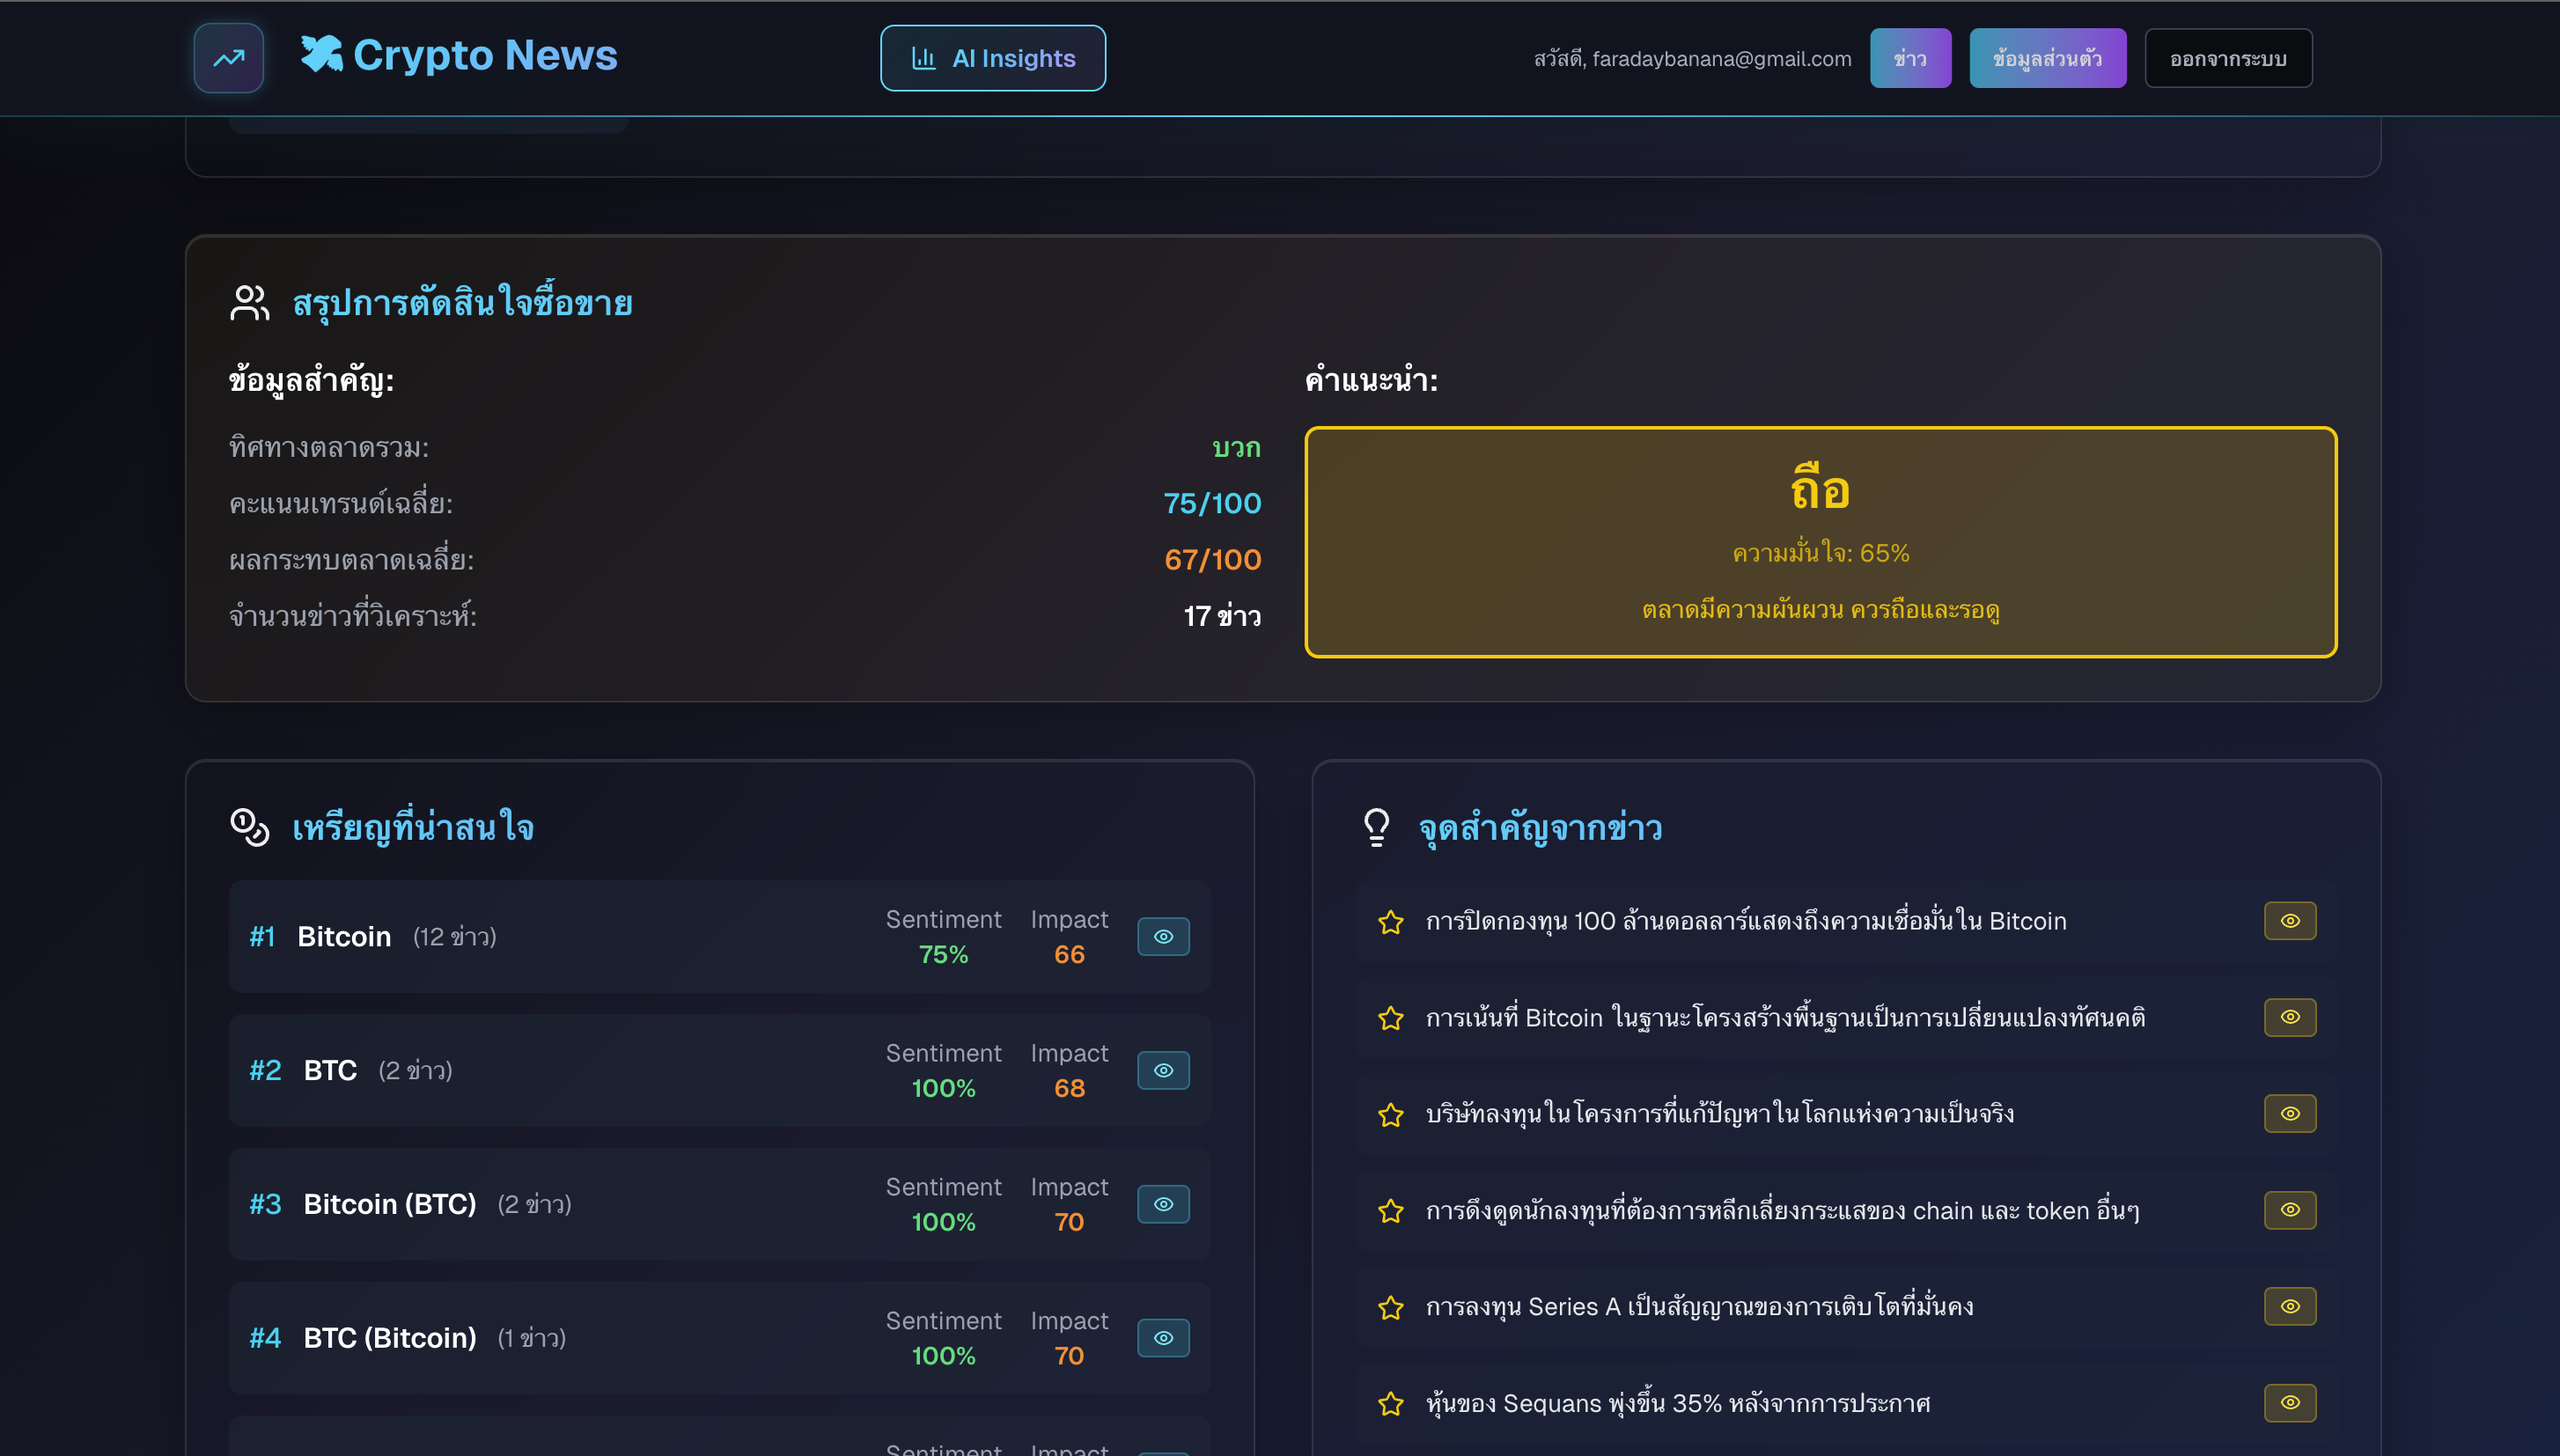 Crypto News
AI Insights
สวัสดี, faradaybanana@gmail.com
ข่าว
ข้อมูลส่วนตัว
ออกจากระบบ
สรุปการตัดสินใจซื้อขาย
ข้อมูลสำคัญ:
ทิศทางตลาดรวม: บวก
คะแนนเทรนด์เฉลี่ย: 75/100
ผลกระทบตลาดเฉลี่ย: 67/100
จำนวนข่าวที่วิเคราะห์: 17 ข่าว
คำแนะนำ:
ถือ
ความมั่นใจ: 65%
ตลาดมีความผันผวน ควรถือและรอดู
เหรียญที่น่าสนใจ
#1 Bitcoin (12 ข่าว) Sentiment Impact
75% 66
#2 BTC (2 ข่าว) Sentiment Impact
100% 68
#3 Bitcoin (BTC) (2 ข่าว) Sentiment Impact
100% 70
#4 BTC (Bitcoin) (1 ข่าว) Sentiment Impact
100% 70
Sentiment Impact
จุดสำคัญจากข่าว
การปิดกองทุน 100 ล้านดอลลาร์แสดงถึงความเชื่อมั่นใน Bitcoin
การเน้นที่ Bitcoin ในฐานะโครงสร้างพื้นฐานเป็นการเปลี่ยนแปลงทัศนคติ
บริษัทลงทุนในโครงการที่แก้ปัญหาในโลกแห่งความเป็นจริง
การดึงดูดนักลงทุนที่ต้องการหลีกเลี่ยงกระแสของ chain และ token อื่นๆ
การลงทุน Series A เป็นสัญญาณของการเติบโตที่มั่นคง
หุ้นของ Sequans พุ่งขึ้น 35% หลังจากการประกาศ